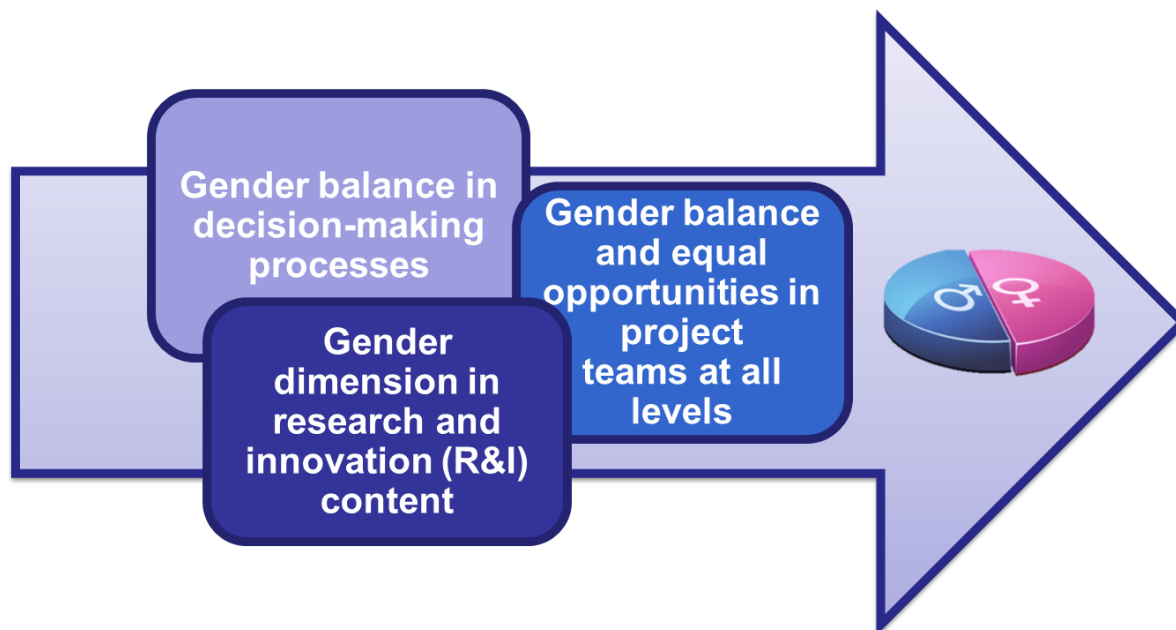 Gender balance in
decision-making
processes
Gender balance
and equal
opportunities in
project
teams at all
levels
Gender
dimension in
research and
innovation (R&I)
content